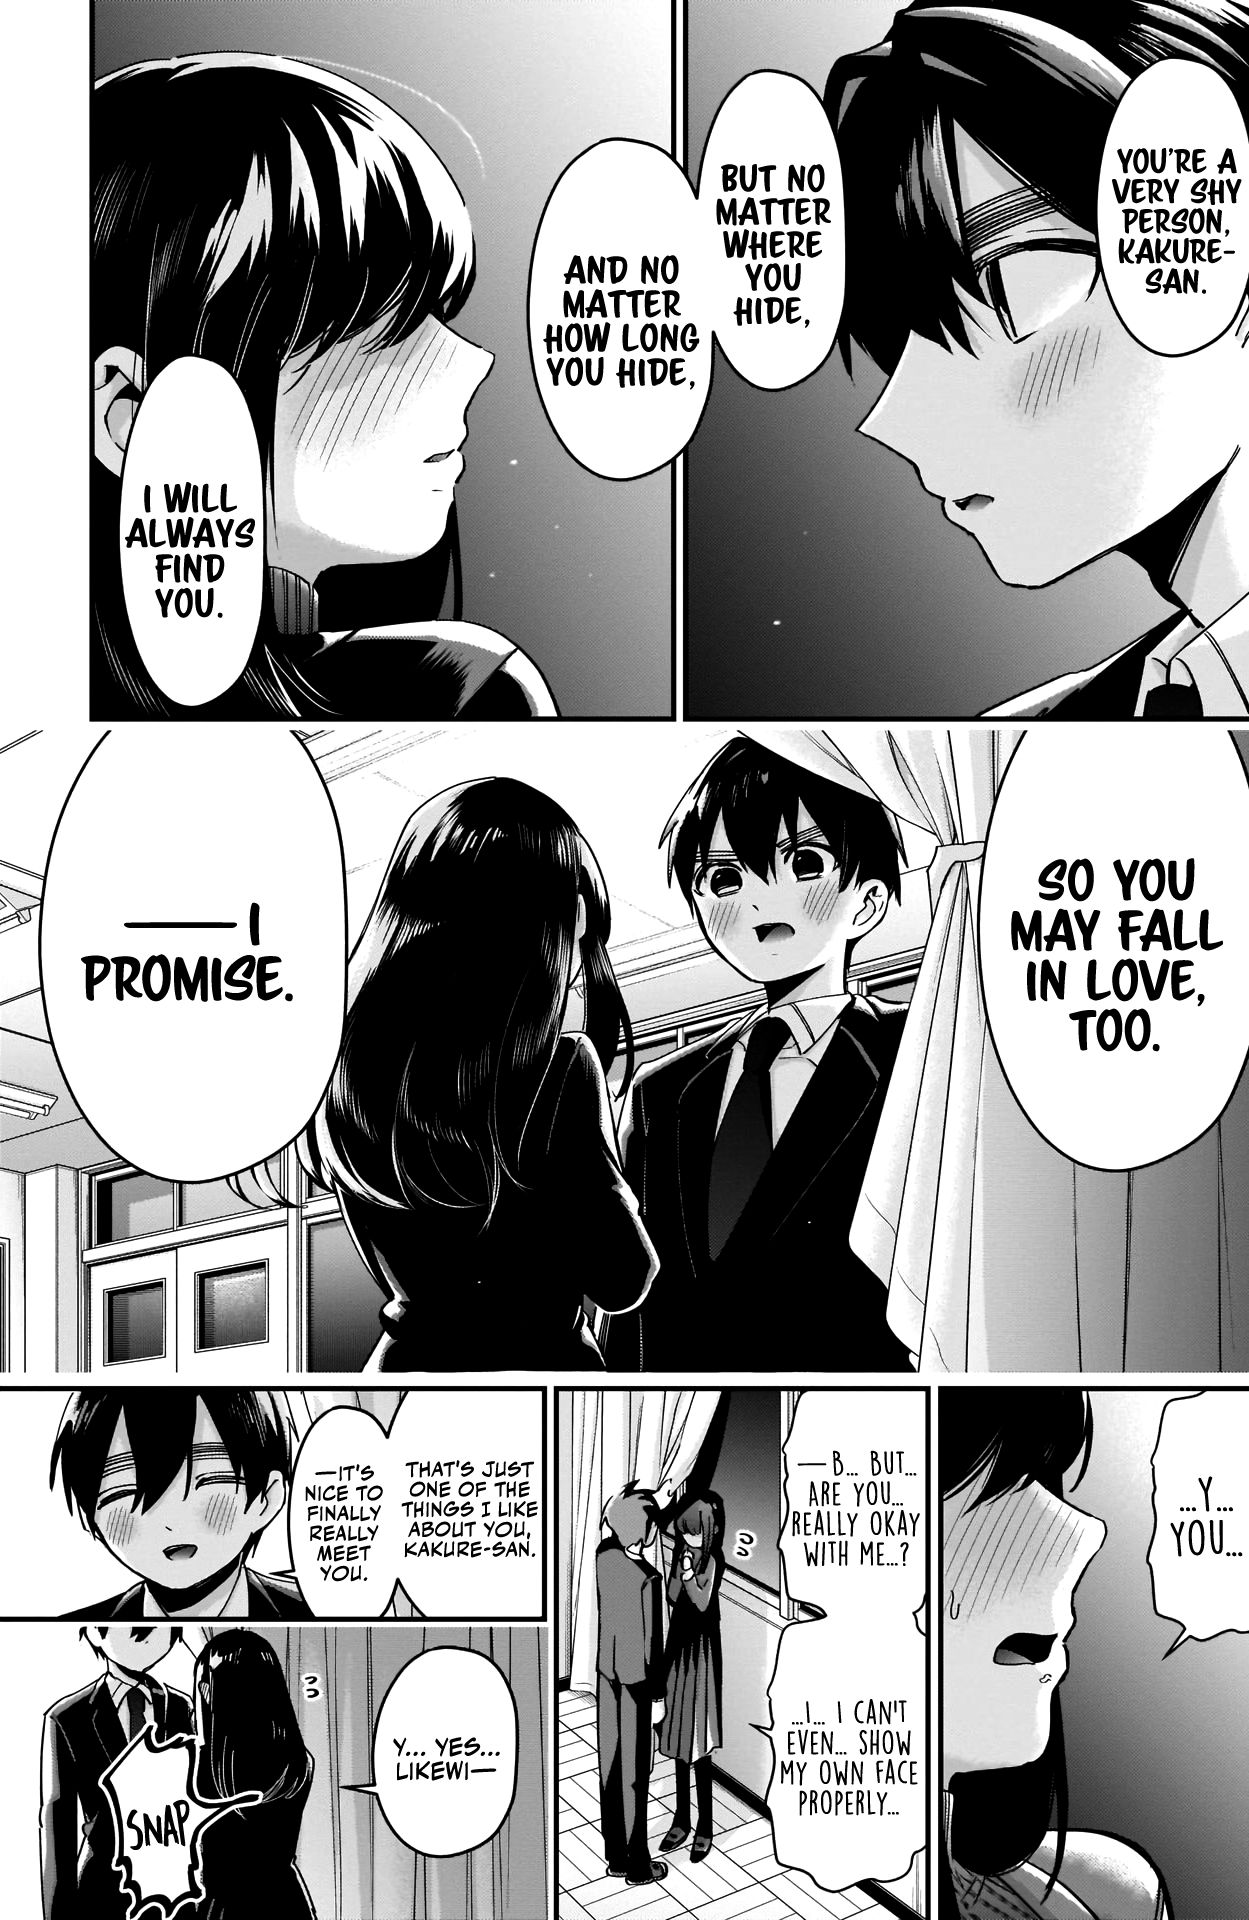 YOU'RE A
VERY SHY
PERSON,
KAKURE-
SAN.
BUT NO
MATTER
WHERE
YOU
HIDE,
AND NO
MATTER
HOW LONG
YOU HIDE,
I WILL
ALWAYS
FIND
YOU.
SO YOU
MAY FALL
IN LOVE,
TOO.
—I
PROMISE.
...Y...
YOU...
—B... BUT...
ARE YOU...
REALLY OKAY
WITH ME...?
...I... I CAN'T
EVEN... SHOW
MY OWN FACE
PROPERLY...
THAT'S JUST
ONE OF THE
THINGS I LIKE
ABOUT YOU,
KAKURE-SAN.
—IT'S
NICE TO
FINALLY
REALLY
MEET
YOU.
Y... YES...
LIKEWI—
SNAP